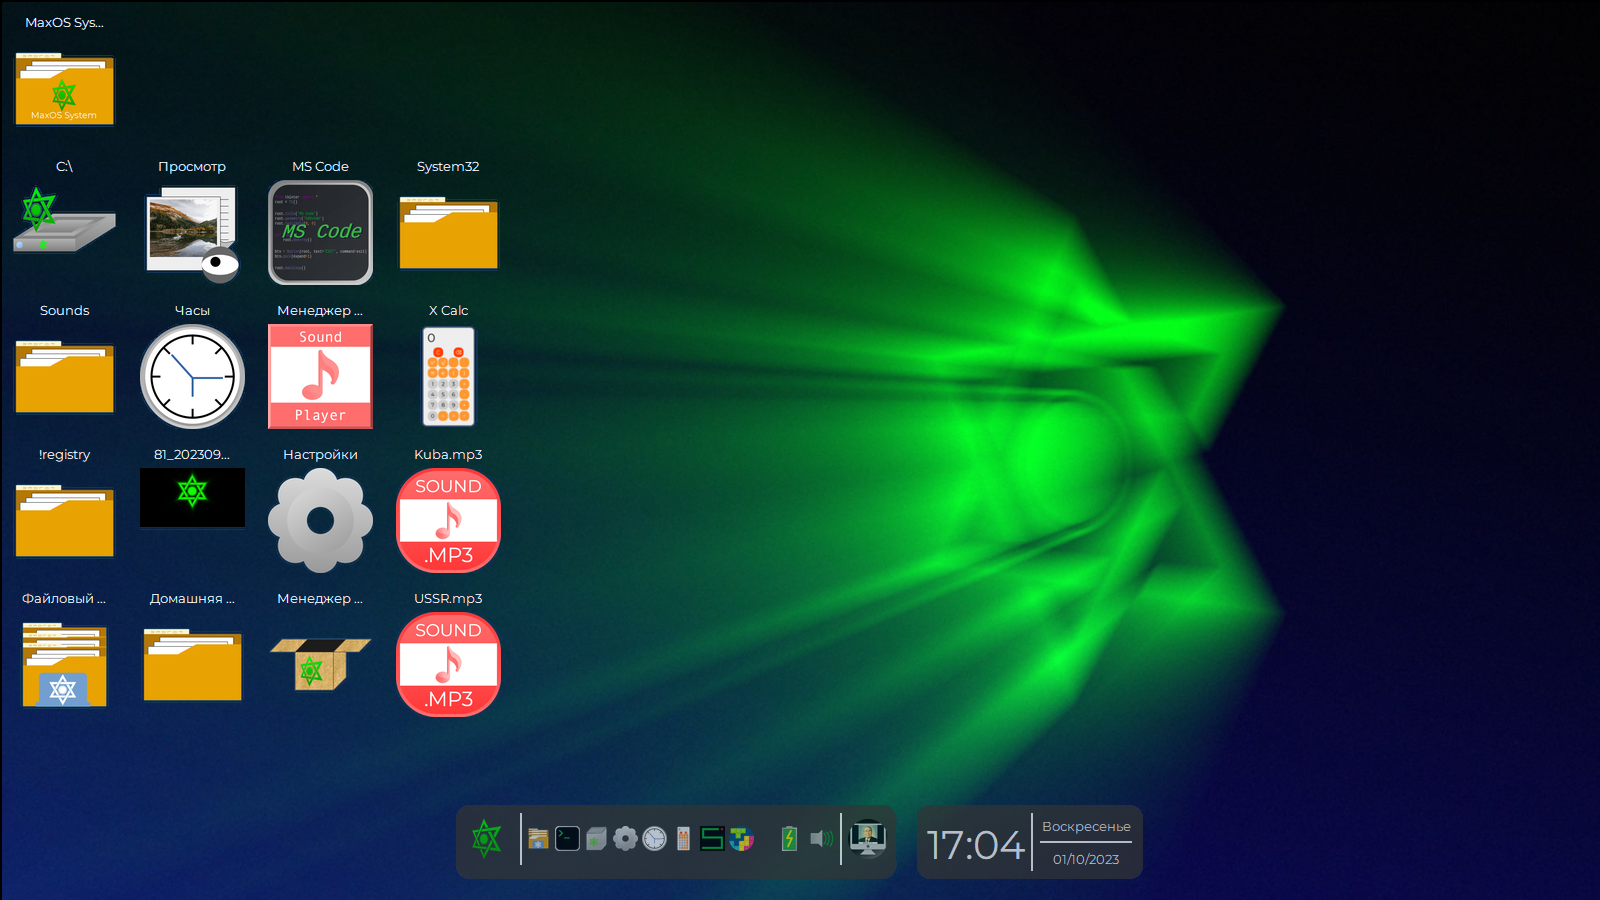 MaxOS Sys...
MaxOS System
C:\
Просмотр
MS Code
System32
MS Code
Sounds
Часы
Менеджер ...
X Calc
Sound
Player
0
!registry
81_202309...
Настройки
Kuba.mp3
SOUND
.MP3
Файловый ...
Домашняя ...
Менеджер ...
USSR.mp3
SOUND
.MP3
17:04
Воскресенье
01/10/2023